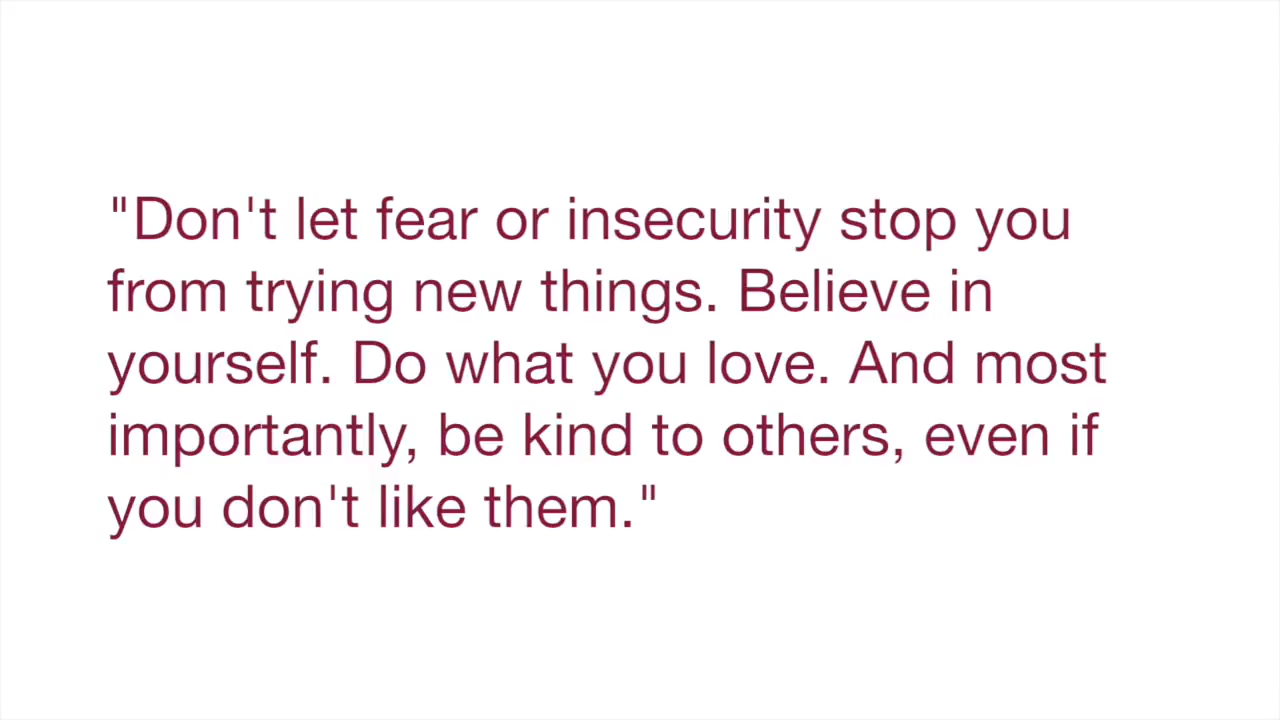 "Don't let fear or insecurity stop you
from trying new things. Believe in
yourself. Do what you love. And most
importantly, be kind to others, even if
you don't like them."